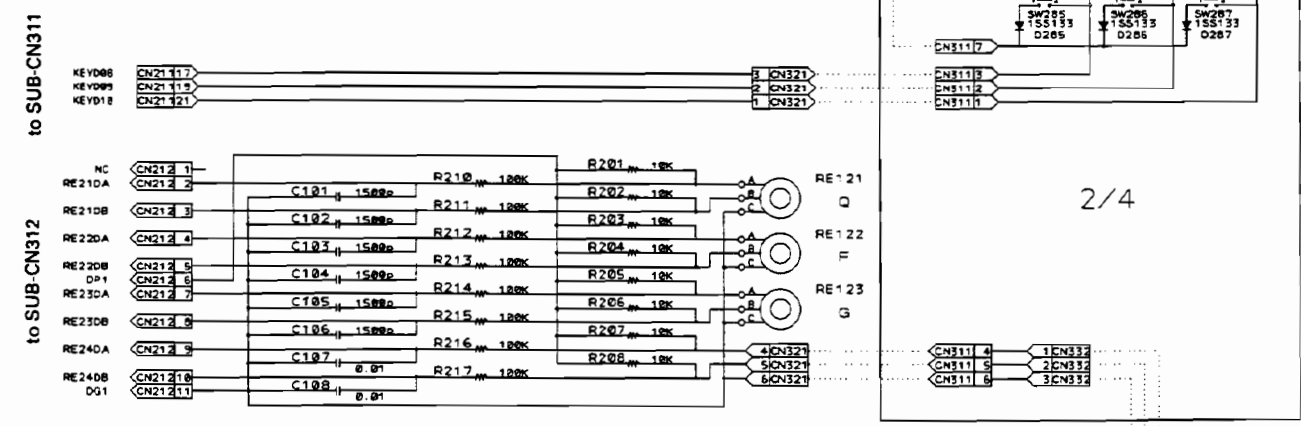 to SUB-CN311
SW285 SW286 SW287
1SS133 1SS133 1SS133
D285 D286 D287
CN311 7
KEYD08 CN211 17 3 CN321 CN311 3
KEYD09 CN211 19 2 CN321 CN311 2
KEYD10 CN211 21 1 CN321 CN311 1
to SUB-CN312
NC CN212 1
R201 10K
RE21DA CN212 2 R210 100K A RE121
C101 1500p R202 10K B
RE21DB CN212 3 R211 100K C Q
C102 1500p R203 10K
RE22DA CN212 4 R212 100K A RE122
C103 1500p R204 10K B F
RE22DB CN212 5 R213 100K C
DP1 CN212 6 C104 1500p R205 10K
RE23DA CN212 7 R214 100K A RE123
C105 1500p R206 10K B
RE23DB CN212 8 R215 100K C G
C106 1500p R207 10K
RE24DA CN212 9 R216 100K 4 CN321 CN311 4 1 CN332
C107 0.01 R208 10K 5 CN321 CN311 5 2 CN332
RE24DB CN212 10 R217 100K 6 CN321 CN311 6 3 CN332
DG1 CN212 11 C108 0.01
2/4